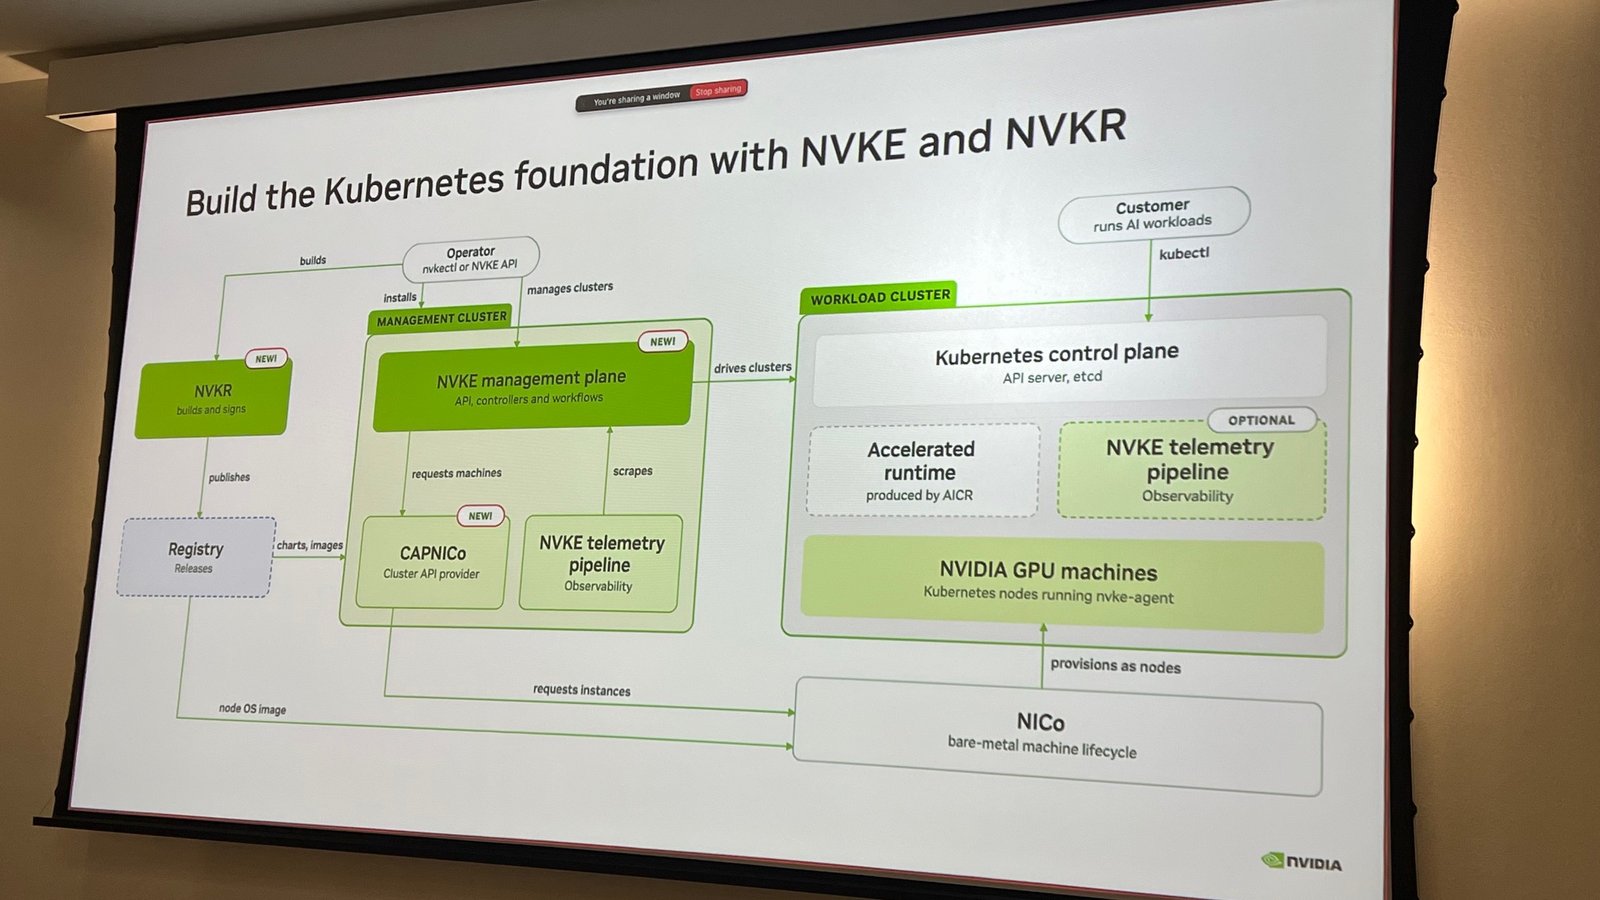 You're sharing a window
Stop sharing
Build the Kubernetes foundation with NVKE and NVKR
Customer
runs AI workloads
kubectl
Operator
nvkectl or NVKE API
builds
installs
manages clusters
MANAGEMENT CLUSTER
WORKLOAD CLUSTER
NEW!
NVKR
builds and signs
NEW!
NVKE management plane
API, controllers and workflows
drives clusters
Kubernetes control plane
API server, etcd
publishes
requests machines
scrapes
Accelerated
runtime
produced by AICR
OPTIONAL
NVKE telemetry
pipeline
Observability
Registry
Releases
charts, images
NEW!
CAPNICo
Cluster API provider
NVKE telemetry
pipeline
Observability
NVIDIA GPU machines
Kubernetes nodes running nvke-agent
provisions as nodes
requests instances
node OS image
NICo
bare-metal machine lifecycle
NVIDIA